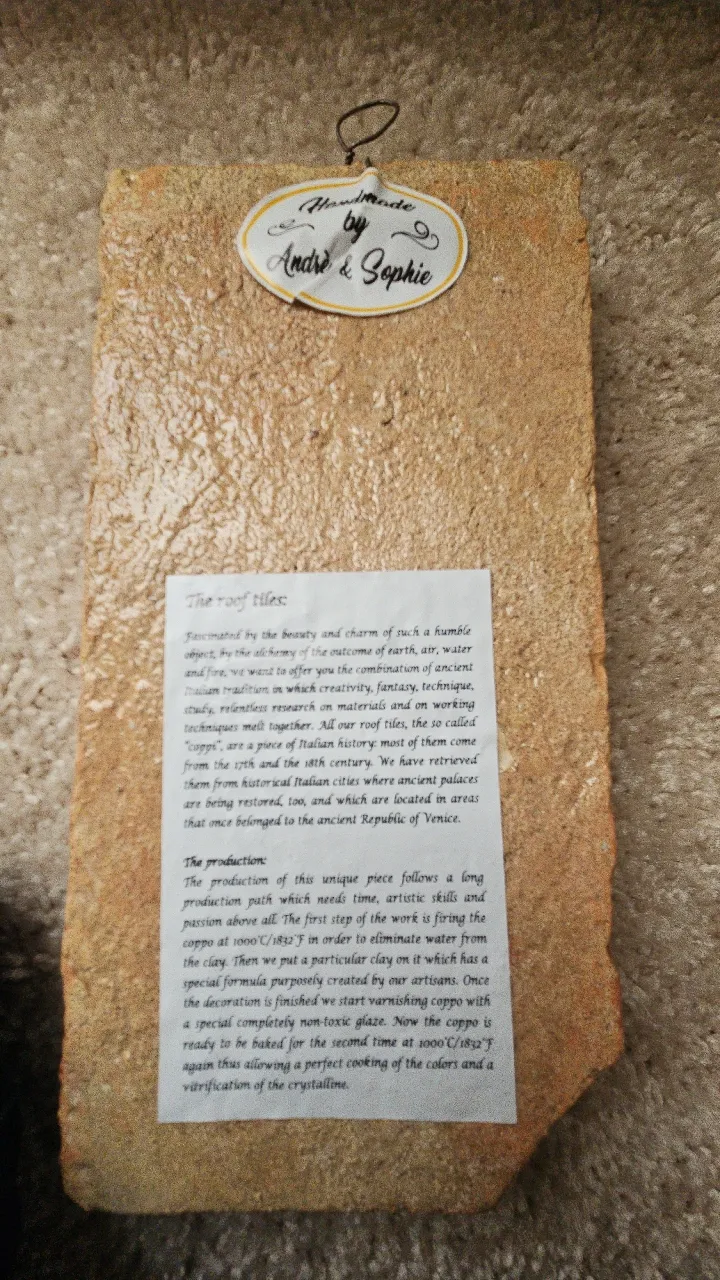 Handmade
by
Andrè & Sophie
The roof tiles:
Fascinated by the beauty and charm of such a humble
object, by the alchemy of the outcome of earth, air, water
and fire, we want to offer you the combination of ancient
Italian tradition in which creativity, fantasy, technique,
study, relentless research on materials and on working
techniques melt together. All our roof tiles, the so called
"coppi", are a piece of Italian history: most of them come
from the 17th and the 18th century. We have retrieved
them from historical Italian cities where ancient palaces
are being restored, too, and which are located in areas
that once belonged to the ancient Republic of Venice.
The production:
The production of this unique piece follows a long
production path which needs time, artistic skills and
passion above all. The first step of the work is firing the
coppo at 1000°C/1832°F in order to eliminate water from
the clay. Then we put a particular clay on it which has a
special formula purposely created by our artisans. Once
the decoration is finished we start varnishing coppo with
a special completely non-toxic glaze. Now the coppo is
ready to be baked for the second time at 1000°C/1832°F
again thus allowing a perfect cooking of the colors and a
vitrification of the crystalline.